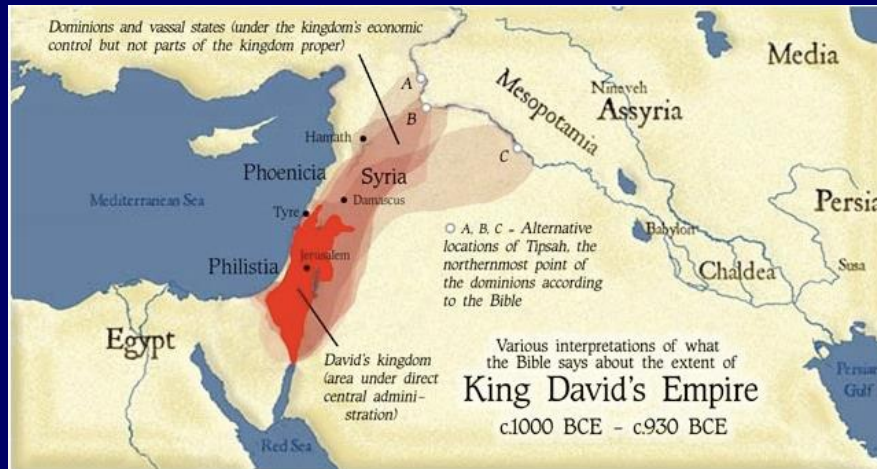 Dominions and vassal states (under the kingdom's economic
control but not parts of the kingdom proper)
Media
A
B
Mesopotamia
Nineveh
Assyria
Hamath
C
Phoenicia
Syria
Mediterranean Sea
Damascus
Tyre
Persia
A, B, C - Alternative
locations of Tipsah, the
northernmost point of
the dominions according
to the Bible
Babylon
Jerusalem
Philistia
Chaldea
Susa
Egypt
David's kingdom
(area under direct
central admini-
stration)
Various interpretations of what
the Bible says about the extent of
King David's Empire
c.1000 BCE - c.930 BCE
Persian
Gulf
Red Sea